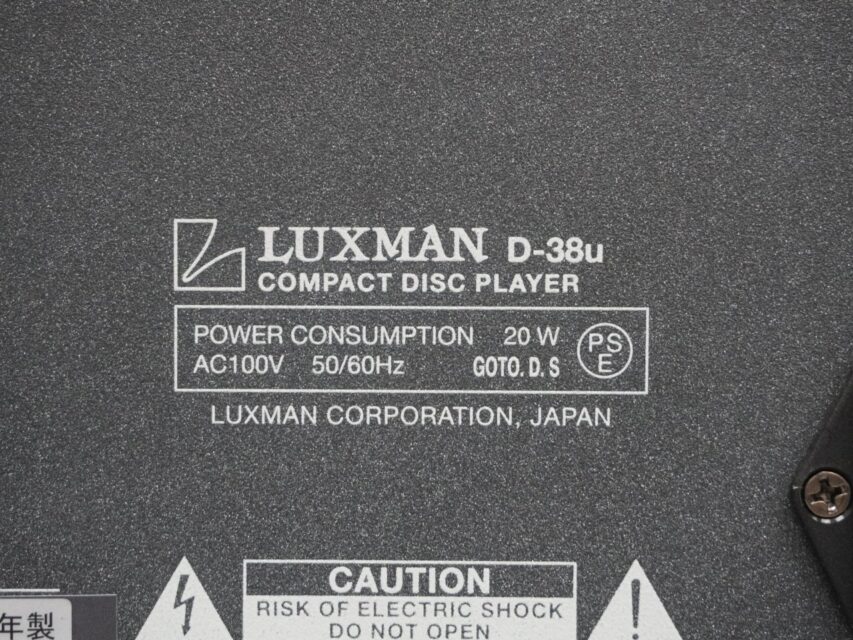 LUXMAN D-38u
COMPACT DISC PLAYER
POWER CONSUMPTION 20 W
AC100V 50/60Hz GOTO. D. S
PS
E
LUXMAN CORPORATION, JAPAN
CAUTION
RISK OF ELECTRIC SHOCK
DO NOT OPEN
年製